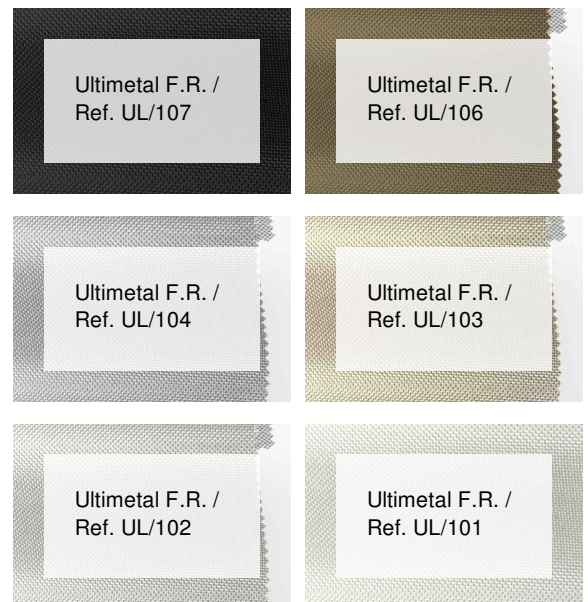 Ultimetal F.R. /
Ref. UL/107
Ultimetal F.R. /
Ref. UL/106
Ultimetal F.R. /
Ref. UL/104
Ultimetal F.R. /
Ref. UL/103
Ultimetal F.R. /
Ref. UL/102
Ultimetal F.R. /
Ref. UL/101